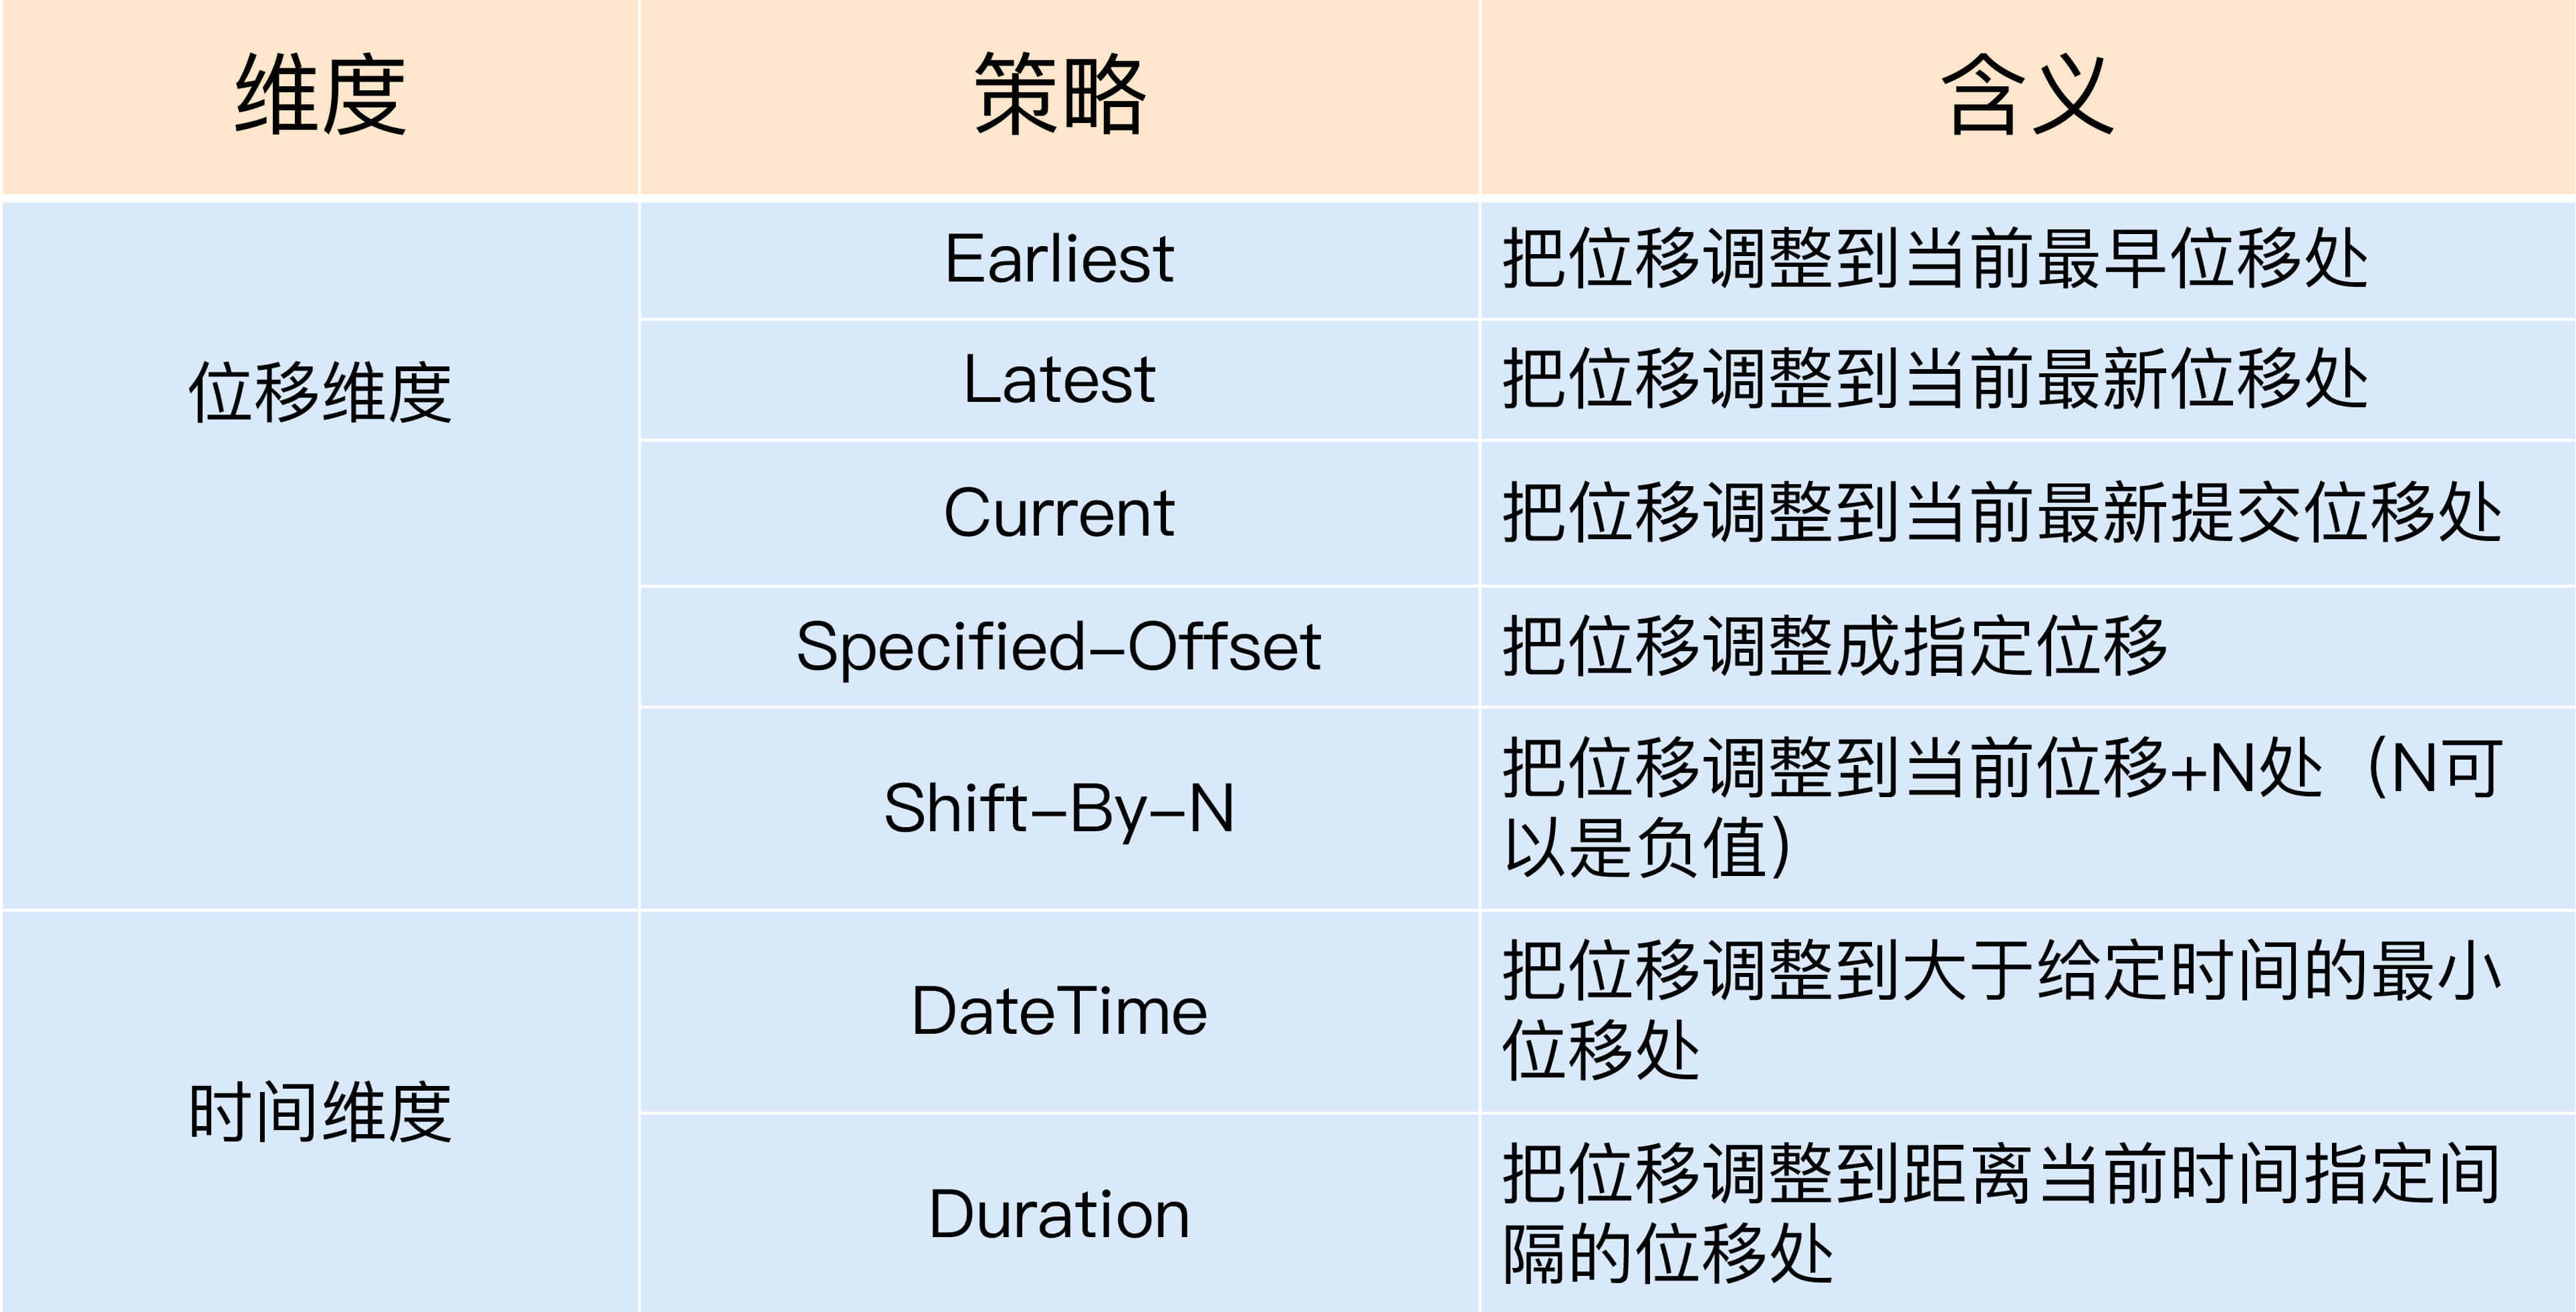 维度 策略 含义
位移维度
Earliest 把位移调整到当前最早位移处
Latest 把位移调整到当前最新位移处
Current 把位移调整到当前最新提交位移处
Specified-Offset 把位移调整成指定位移
Shift-By-N 把位移调整到当前位移+N处（N可
以是负值）
时间维度
DateTime 把位移调整到大于给定时间的最小
位移处
Duration 把位移调整到距离当前时间指定间
隔的位移处